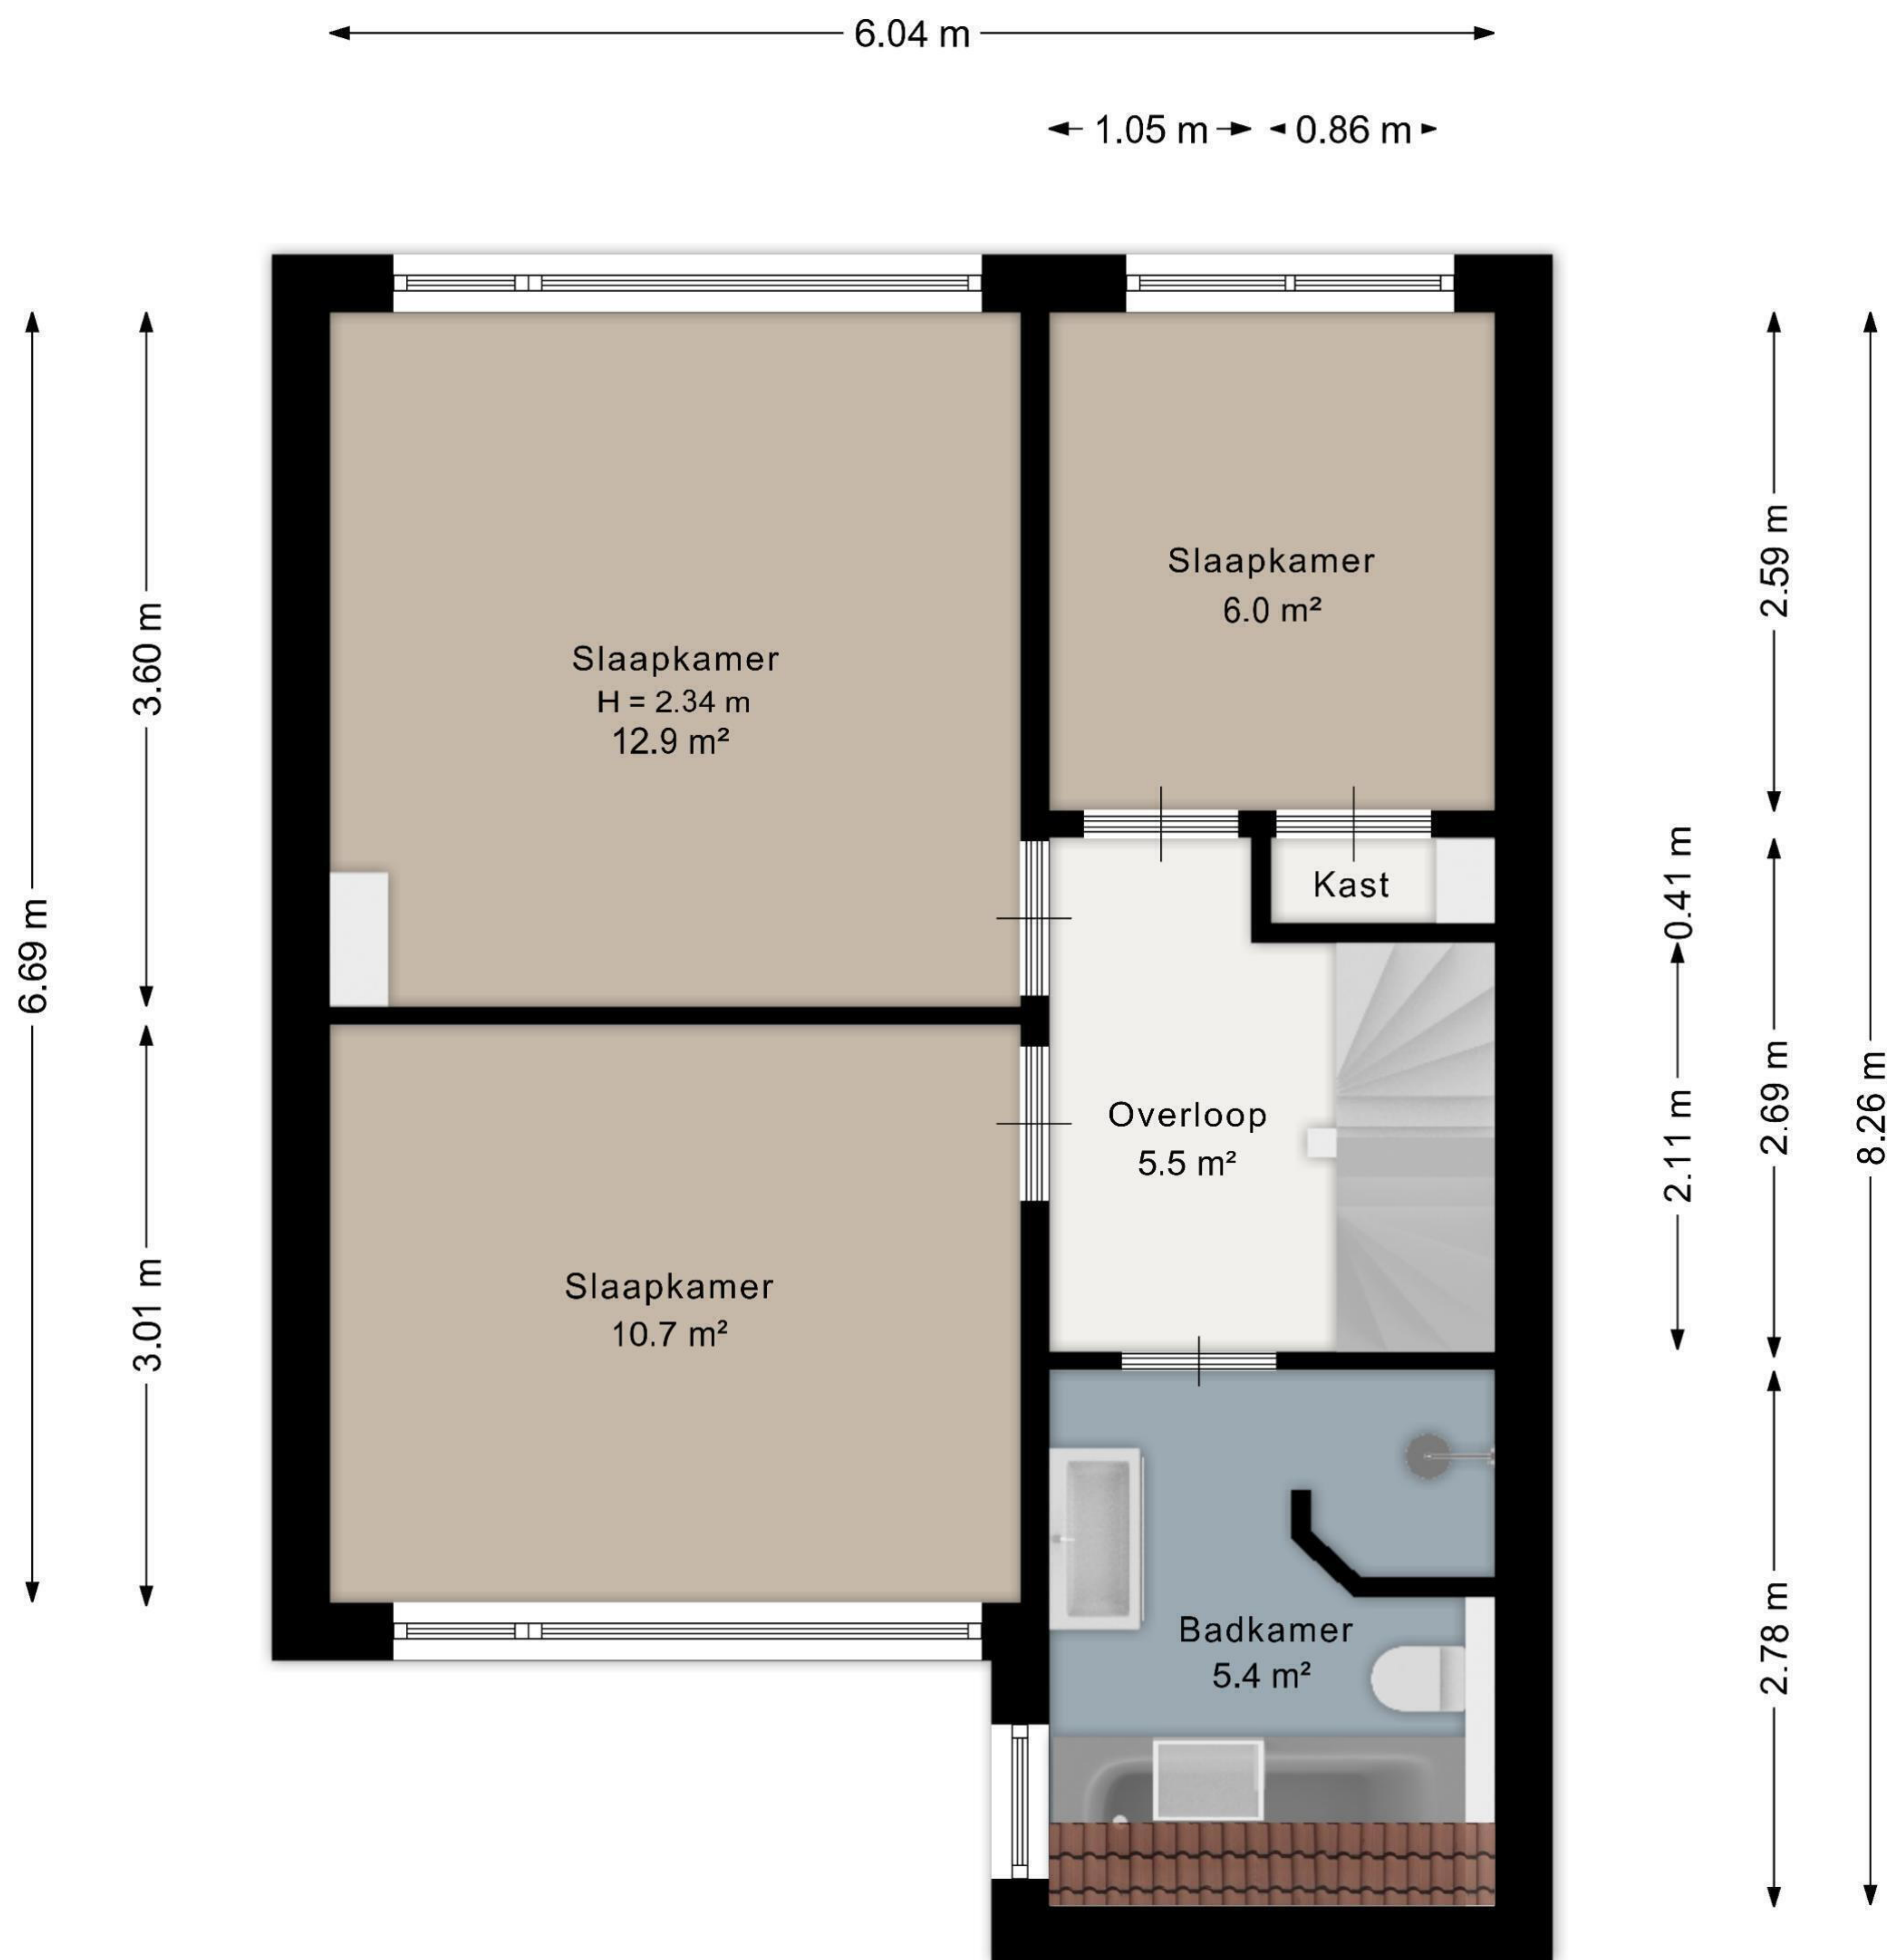 6.04 m
1.05 m
0.86 m
Slaapkamer
6.0 m²
2.59 m
3.60 m
Slaapkamer
H = 2.34 m
12.9 m²
Kast
0.41 m
6.69 m
Overloop
5.5 m²
2.11 m
2.69 m
8.26 m
3.01 m
Slaapkamer
10.7 m²
Badkamer
5.4 m²
2.78 m